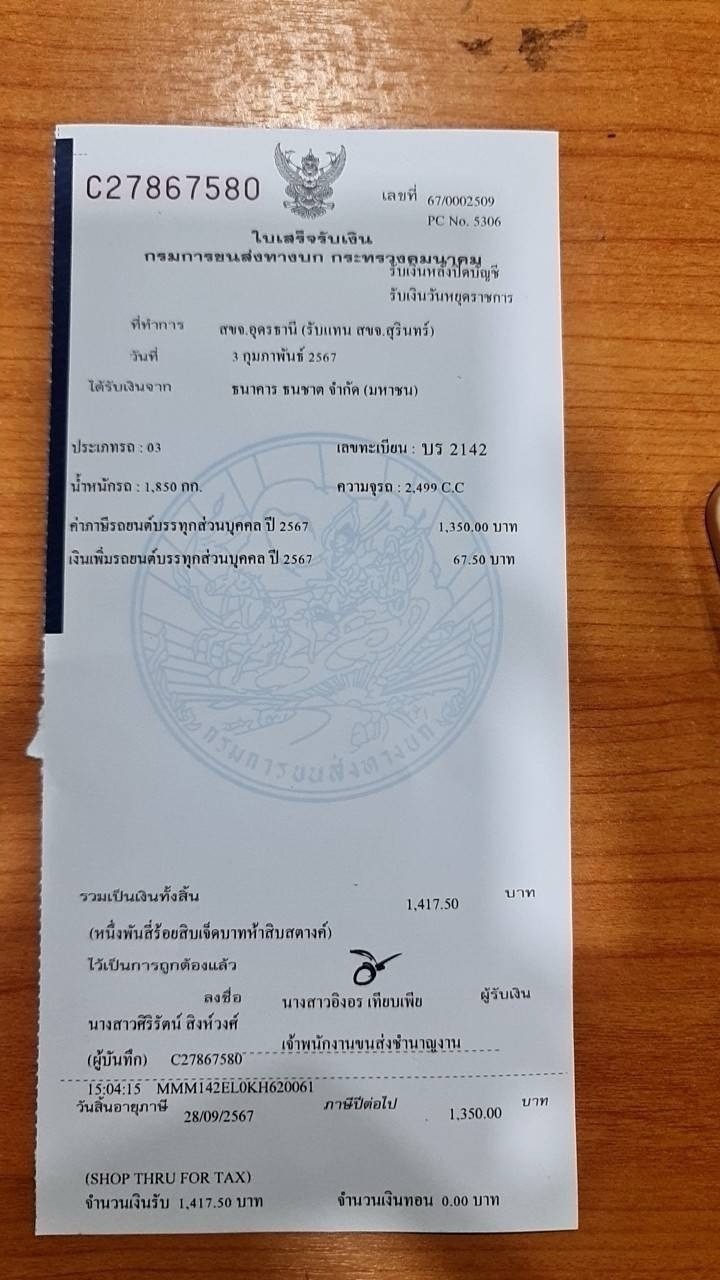 C27867580
เลขที่ 67/0002509
PC No. 5306
ใบเสร็จรับเงิน
กรมการขนส่งทางบก กระทรวงคมนาคม
รับเงินหลังปิดบัญชี
รับเงินวันหยุดราชการ
ที่ทำการ สขจ.อุดรธานี (รับแทน สขจ.สุรินทร์)
วันที่ 3 กุมภาพันธ์ 2567
ได้รับเงินจาก ธนาคาร ธนชาต จำกัด (มหาชน)
ประเภทรถ : 03 เลขทะเบียน : บร 2142
น้ำหนักรถ : 1,850 กก. ความจุรถ : 2,499 C.C
ค่าภาษีรถยนต์บรรทุกส่วนบุคคล ปี 2567 1,350.00 บาท
เงินเพิ่มรถยนต์บรรทุกส่วนบุคคล ปี 2567 67.50 บาท
กรมการขนส่งทางบก
รวมเป็นเงินทั้งสิ้น 1,417.50 บาท
(หนึ่งพันสี่ร้อยสิบเจ็ดบาทห้าสิบสตางค์)
ไว้เป็นการถูกต้องแล้ว
ลงชื่อ นางสาวอิงอร เทียบเพีย ผู้รับเงิน
นางสาวศิริรัตน์ สิงห์วงศ์
เจ้าพนักงานขนส่งชำนาญงาน
(ผู้บันทึก) C27867580
15:04:15 MMM142EL0KH620061
วันสิ้นอายุภาษี 28/09/2567 ภาษีปีต่อไป 1,350.00 บาท
(SHOP THRU FOR TAX)
จำนวนเงินรับ 1,417.50 บาท จำนวนเงินทอน 0.00 บาท